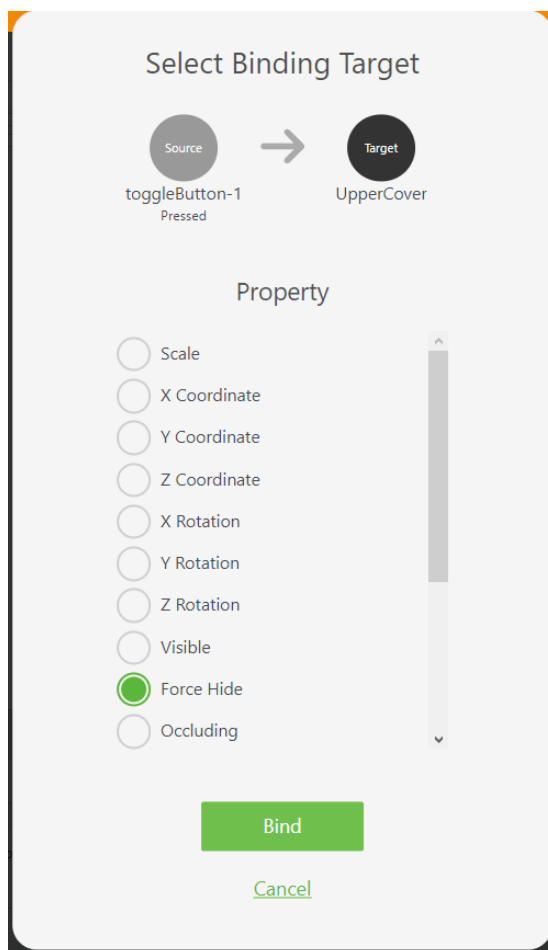 Select Binding Target
Source
Target
toggleButton-1
UpperCover
Pressed
Property
Scale
X Coordinate
Y Coordinate
Z Coordinate
X Rotation
Y Rotation
Z Rotation
Visible
Force Hide
Occluding
Bind
Cancel